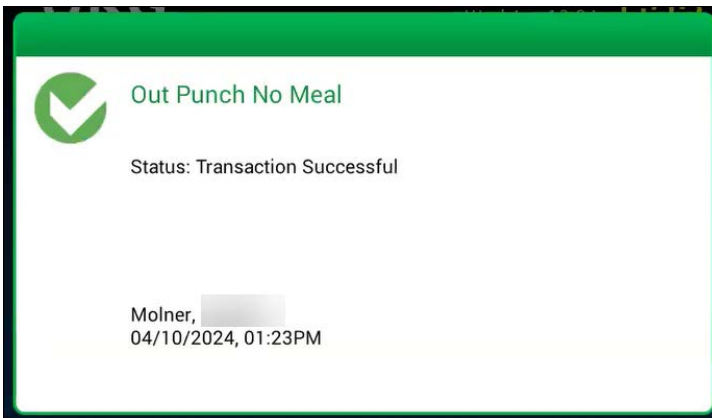 Out Punch No Meal
Status: Transaction Successful
Molner,
04/10/2024, 01:23PM